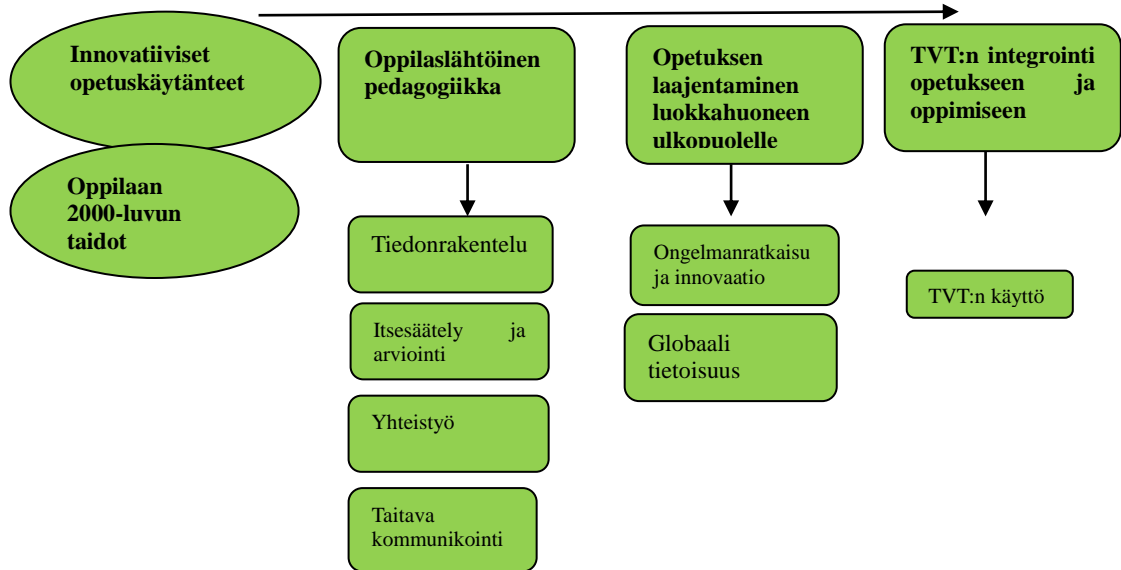 Innovatiiviset
opetuskäytänteet
Oppilaan
2000-luvun
taidot
Oppilaslähtöinen
pedagogiikka
Tiedonrakentelu
Itsesäätely ja
arviointi
Yhteistyö
Taitava
kommunikointi
Opetuksen
laajentaminen
luokkahuoneen
ulkopuolelle
Ongelmanratkaisu
ja innovaatio
Globaali
tietoisuus
TVT:n integrointi
opetukseen ja
oppimiseen
TVT:n käyttö